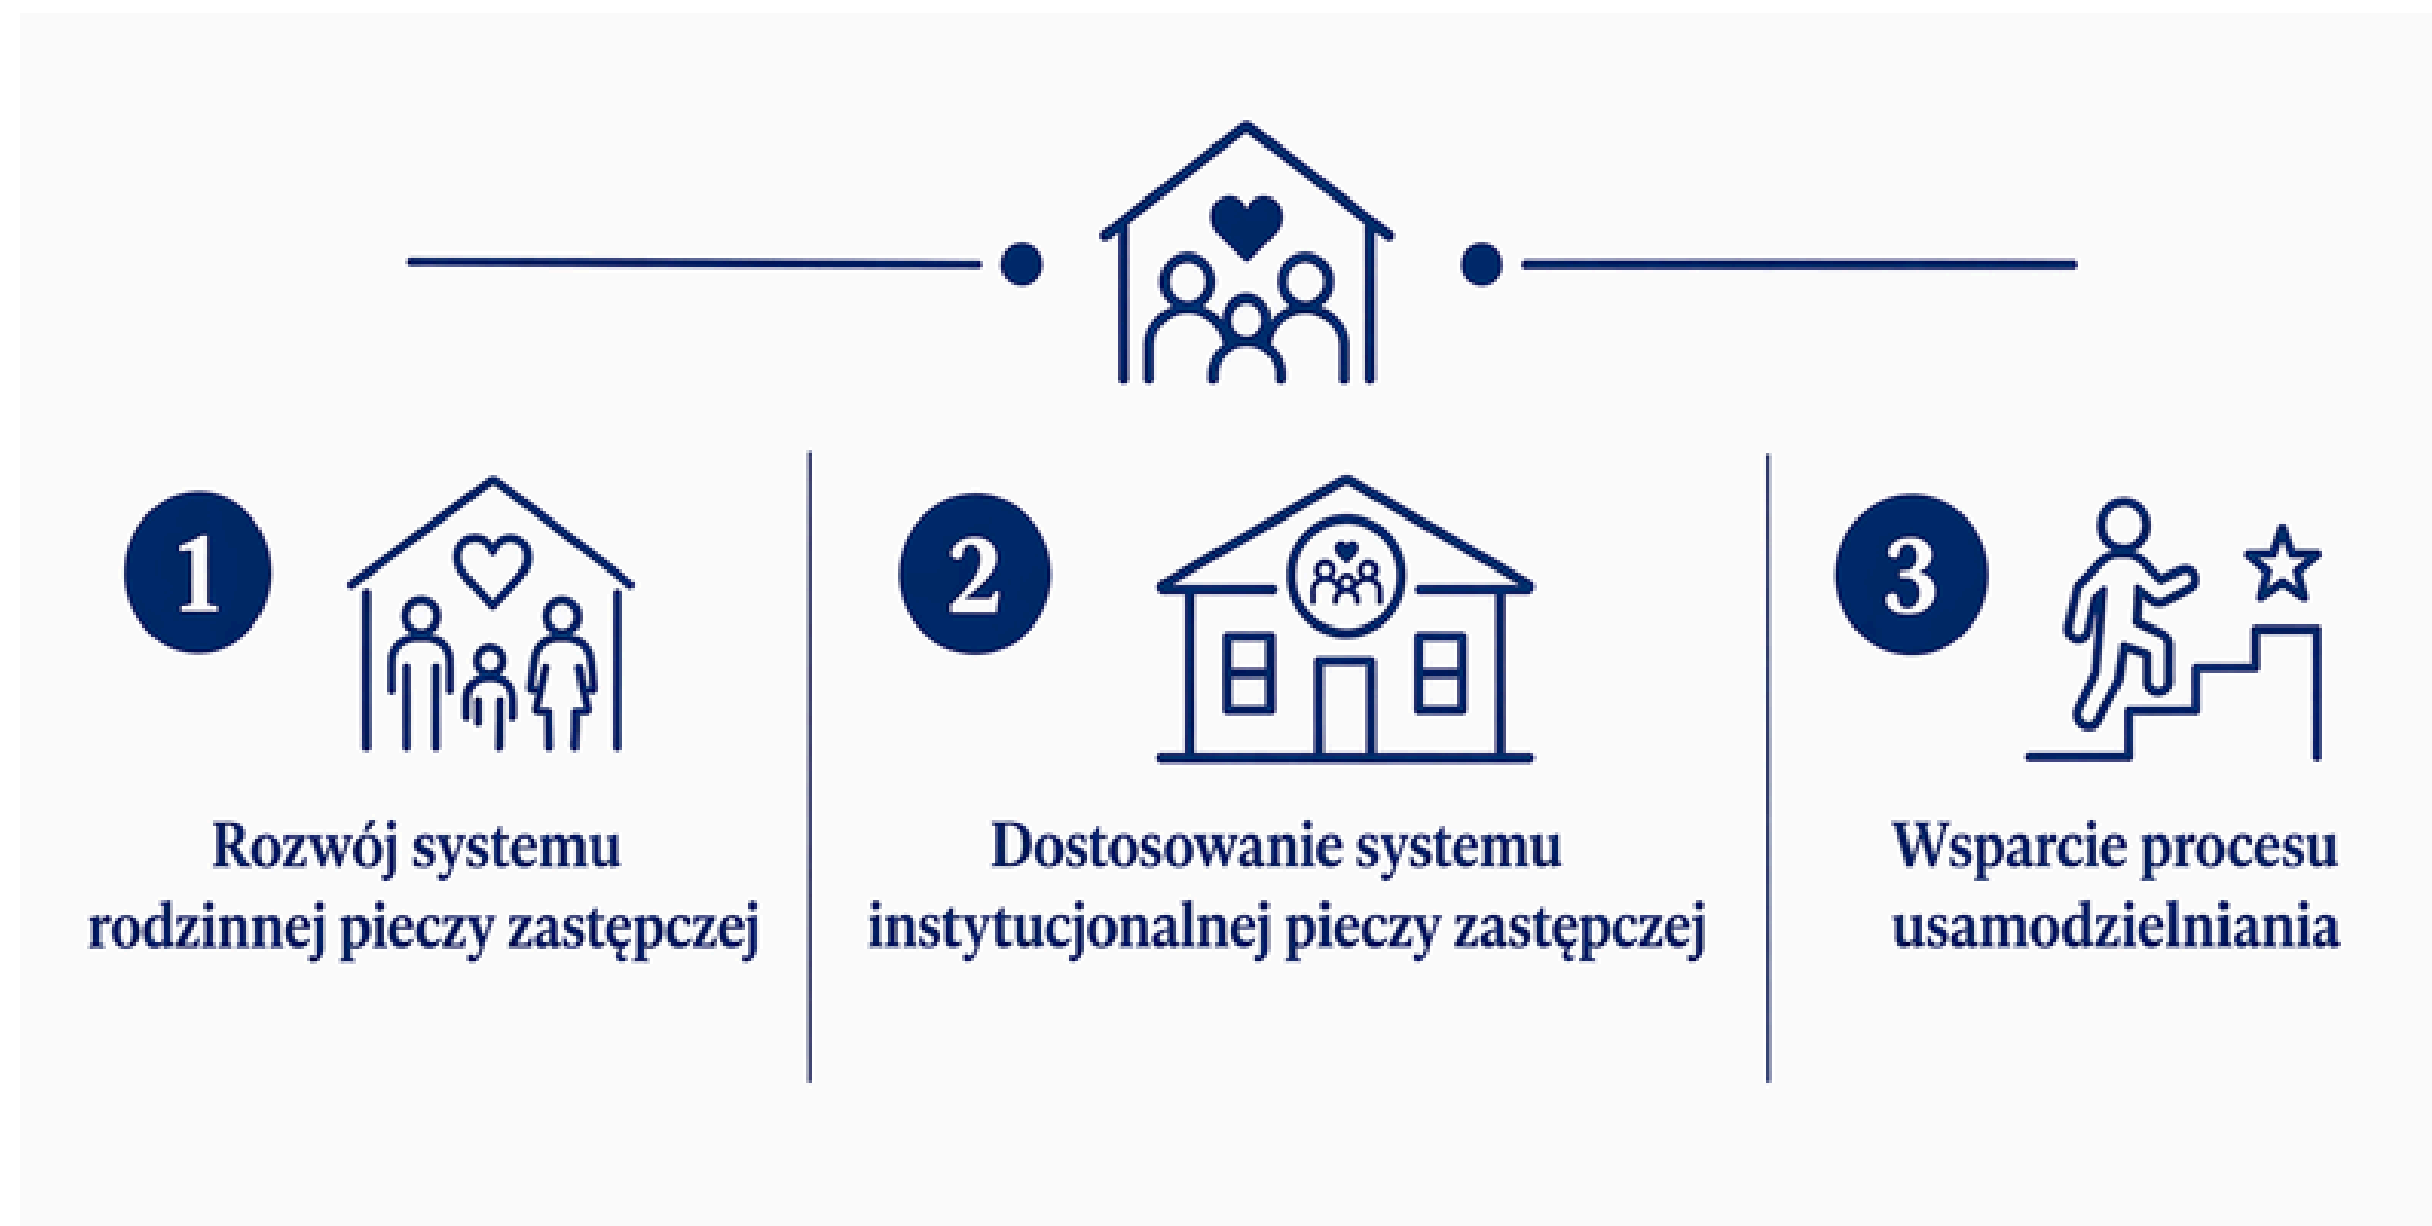 1
Rozwój systemu
rodzinnej pieczy zastępczej
2
Dostosowanie systemu
instytucjonalnej pieczy zastępczej
3
Wsparcie procesu
usamodzielniania